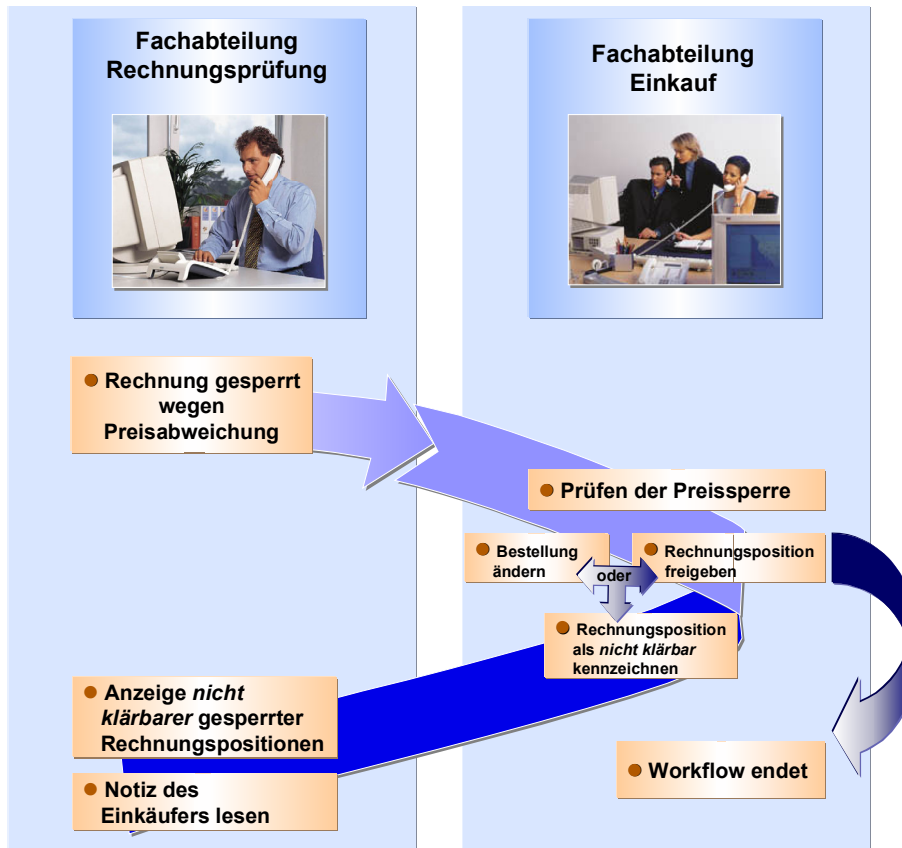 Fachabteilung
Rechnungsprüfung
Fachabteilung
Einkauf
Rechnung gesperrt
wegen
Preisabweichung
Prüfen der Preissperre
Bestellung
ändern
oder
Rechnungsposition
freigeben
Rechnungsposition
als nicht klärbar
kennzeichnen
Anzeige nicht
klärbarer gesperrter
Rechnungspositionen
Notiz des
Einkäufers lesen
Workflow endet